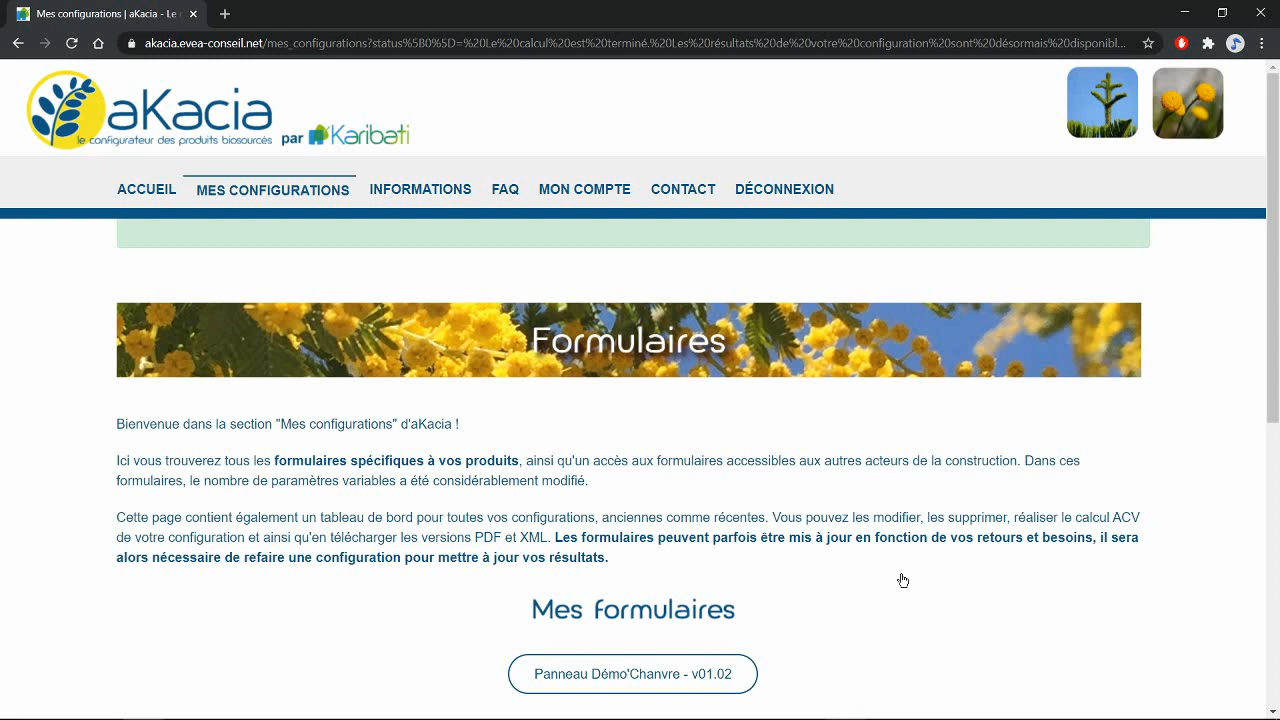 Mes configurations | aKacia - Le
akacia.evea-conseil.net/mes_configurations?status%5B0%5D=%20Le%20calcul%20est%20terminé.%20Les%20résultats%20de%20votre%20configuration%20sont%20désormais%20disponibl...
aKacia
le configurateur des produits biosourcés
par Karibati
ACCUEIL MES CONFIGURATIONS INFORMATIONS FAQ MON COMPTE CONTACT DÉCONNEXION
Formulaires
Bienvenue dans la section "Mes configurations" d'aKacia !
Ici vous trouverez tous les formulaires spécifiques à vos produits, ainsi qu'un accès aux formulaires accessibles aux autres acteurs de la construction. Dans ces
formulaires, le nombre de paramètres variables a été considérablement modifié.
Cette page contient également un tableau de bord pour toutes vos configurations, anciennes comme récentes. Vous pouvez les modifier, les supprimer, réaliser le calcul ACV
de votre configuration et ainsi qu'en télécharger les versions PDF et XML. Les formulaires peuvent parfois être mis à jour en fonction de vos retours et besoins, il sera
alors nécessaire de refaire une configuration pour mettre à jour vos résultats.
Mes formulaires
Panneau Démo'Chanvre - v01.02